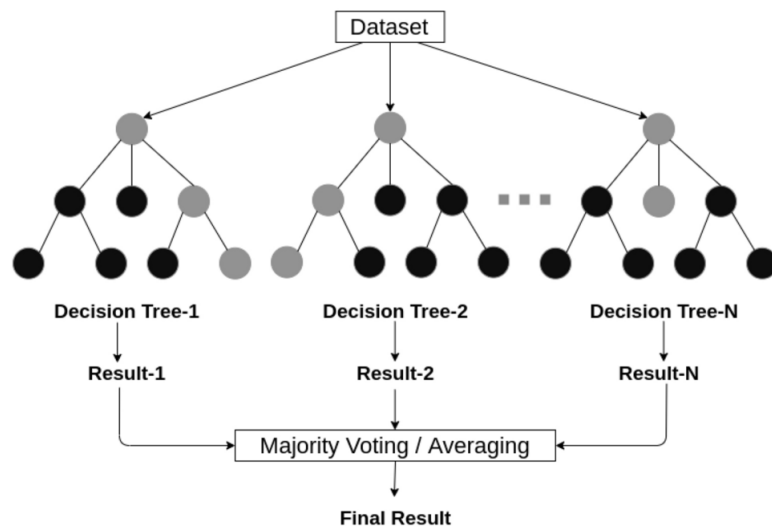 Dataset
Decision Tree-1
Decision Tree-2
Decision Tree-N
Result-1
Result-2
Result-N
Majority Voting / Averaging
Final Result